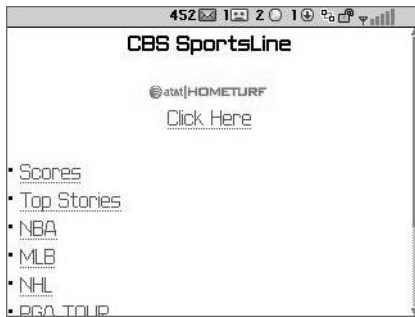 452 1 2 1
CBS SportsLine
at&t|HOMETURF
Click Here
Scores
Top Stories
NBA
MLB
NHL
PGA TOUR